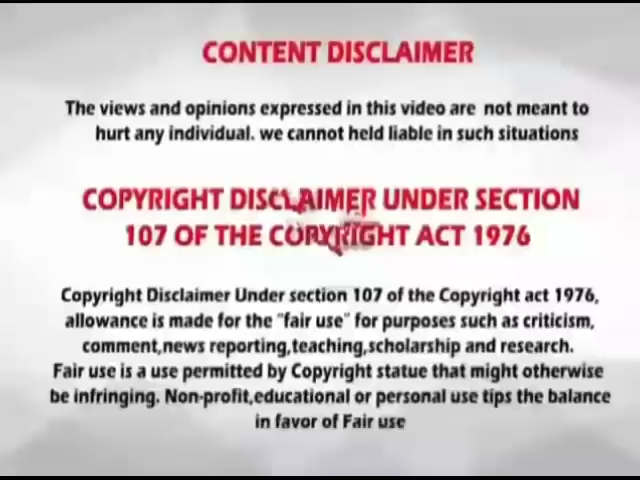 CONTENT DISCLAIMER
The views and opinions expressed in this video are not meant to
hurt any individual. we cannot held liable in such situations
COPYRIGHT DISCLAIMER UNDER SECTION
107 OF THE COPYRIGHT ACT 1976
Copyright Disclaimer Under section 107 of the Copyright act 1976,
allowance is made for the "fair use" for purposes such as criticism,
comment,news reporting,teaching,scholarship and research.
Fair use is a use permitted by Copyright statue that might otherwise
be infringing. Non-profit,educational or personal use tips the balance
in favor of Fair use